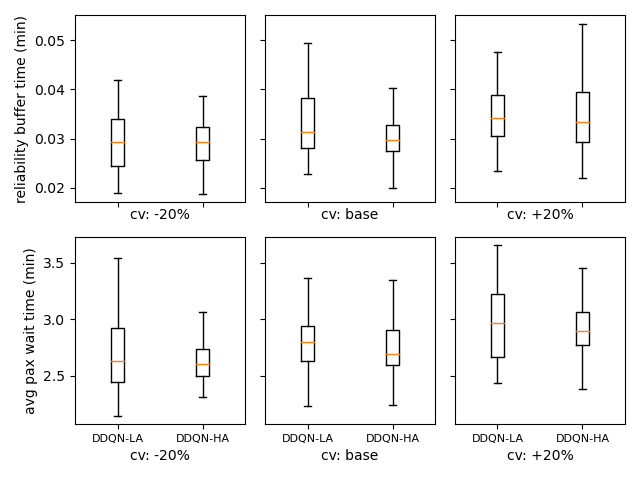 reliability buffer time (min)
0.05
0.04
0.03
0.02
cv: -20%
cv: base
cv: +20%
avg pax wait time (min)
3.5
3.0
2.5
DDQN-LA DDQN-HA
DDQN-LA DDQN-HA
DDQN-LA DDQN-HA
cv: -20%
cv: base
cv: +20%